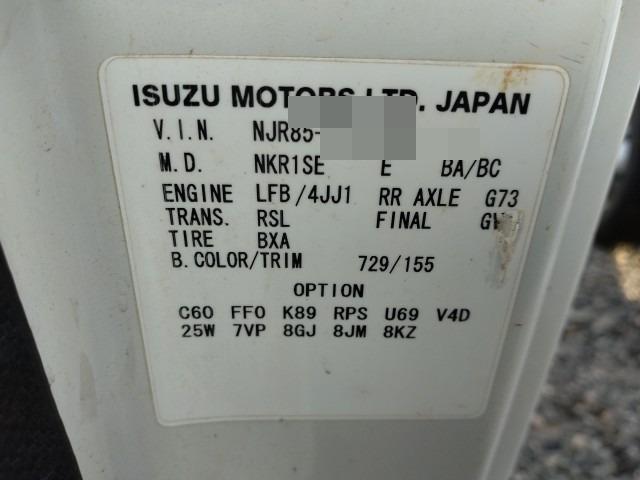 ISUZU MOTORS LTD. JAPAN
V.I.N. NJR85-
M.D. NKR1SE E BA/BC
ENGINE LFB/4JJ1 RR AXLE G73
TRANS. RSL FINAL
TIRE BXA
B.COLOR/TRIM 729/155
OPTION
C60 FF0 K89 RPS U69 V4D
25W 7VP 8GJ 8JM 8KZ